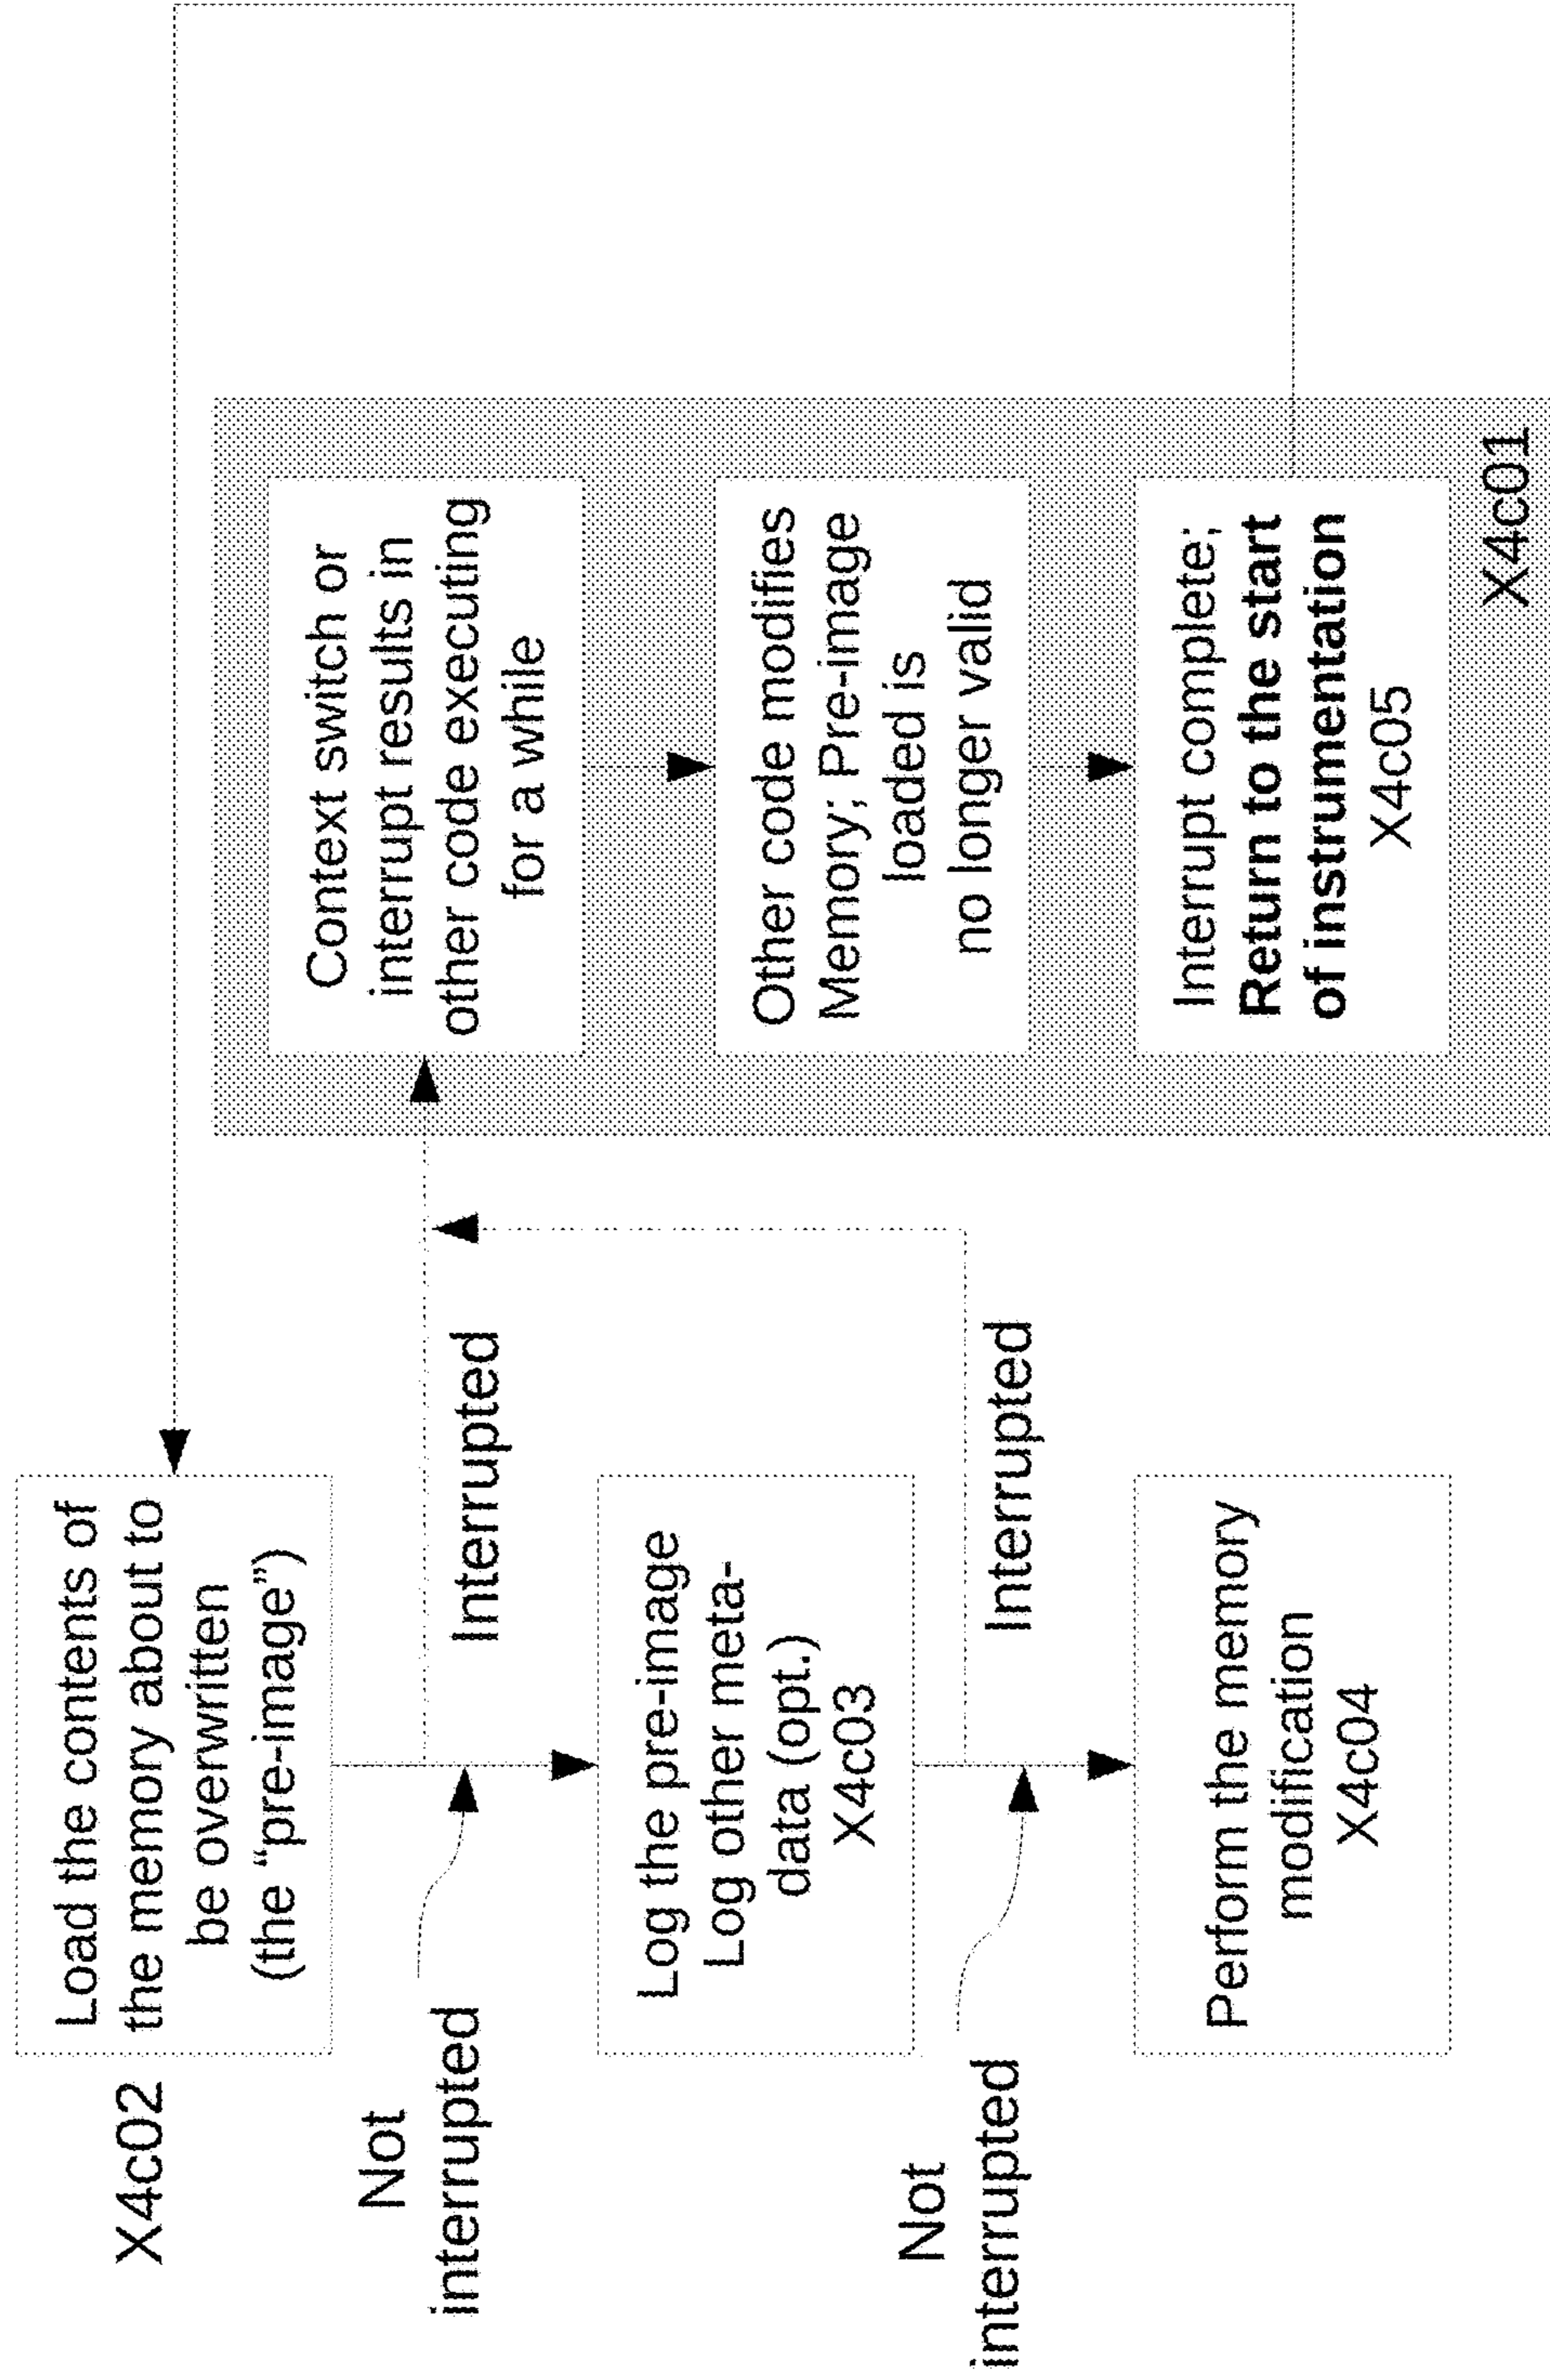 X4c02
Load the contents of
the memory about to
be overwritten
(the “pre-image”)
Not
interrupted
Interrupted
Log the pre-image
Log other meta-
data (opt.)
X4c03
Not
interrupted
Interrupted
Perform the memory
modification
X4c04
Context switch or
interrupt results in
other code executing
for a while
Other code modifies
Memory; Pre-image
loaded is
no longer valid
Interrupt complete;
Return to the start
of instrumentation
X4c05
X4c01